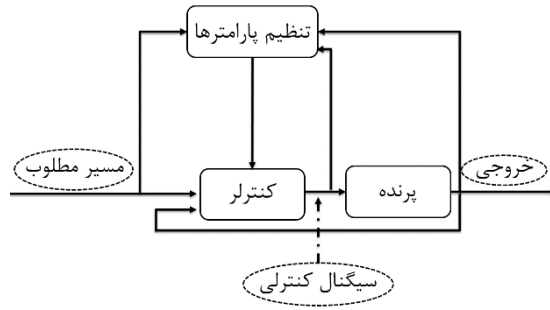 تنظیم پارامترها
مسیر مطلوب
کنترلر
پرنده
خروجی
سیگنال کنترلی